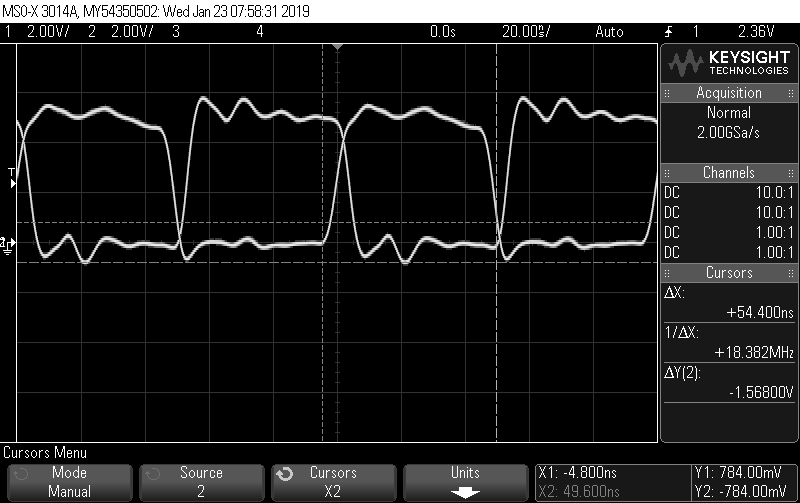 MSO-X 3014A, MY54350502: Wed Jan 23 07:58:31 2019
1 2.00V/ 2 2.00V/ 3 4 0.0s 20.00ns/ Auto 1 2.36V
KEYSIGHT
TECHNOLOGIES
Acquisition
Normal
2.00GSa/s
Channels
DC 10.0:1
DC 10.0:1
DC 1.00:1
DC 1.00:1
Cursors
ΔX:
+54.400ns
1/ΔX:
+18.382MHz
ΔY(2):
-1.56800V
T
2
Cursors Menu
Mode
Manual
Source
2
Cursors
X2
Units
X1: -4.800ns
X2: 49.600ns
Y1: 784.00mV
Y2: -784.00mV